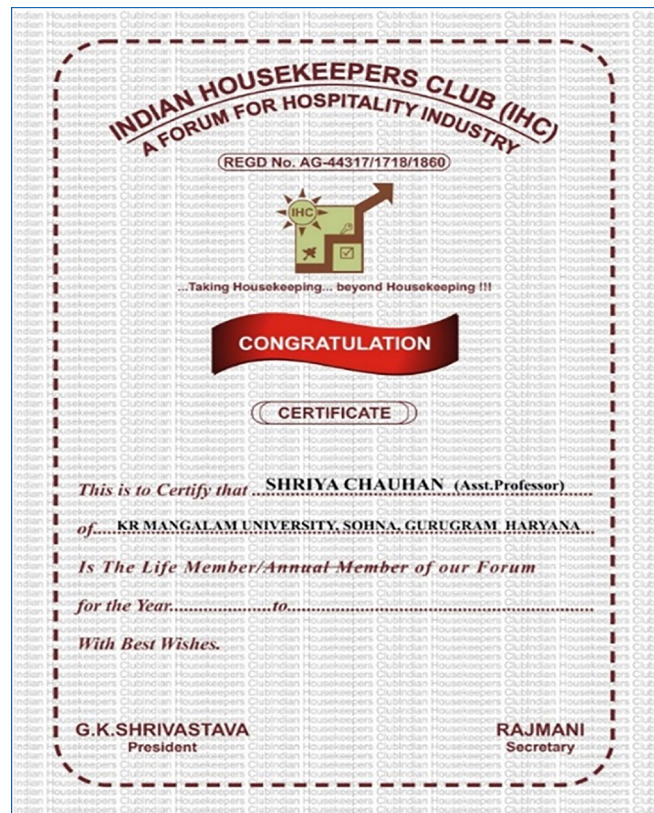 INDIAN HOUSEKEEPERS CLUB (IHC)
A FORUM FOR HOSPITALITY INDUSTRY
REGD No. AG-44317/1718/1860
IHC
...Taking Housekeeping... beyond Housekeeping !!!
CONGRATULATION
CERTIFICATE
This is to Certify that SHRIYA CHAUHAN (Asst.Professor)
of KR MANGALAM UNIVERSITY, SOHNA, GURUGRAM HARYANA
Is The Life Member/Annual Member of our Forum
for the Year....................to....................
With Best Wishes.
G.K.SHRIVASTAVA RAJMANI
President Secretary